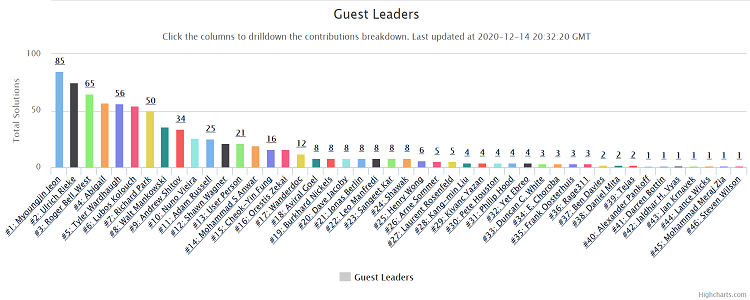 Guest Leaders
Click the columns to drilldown the contributions breakdown. Last updated at 2020-12-14 20:32:20 GMT
Total Solutions
100
50
0
85
65
56
50
34
25
21
16
12
8
8
8
8
8
8
8
6
5
5
4
4
4
4
4
3
3
3
3
2
2
2
1
1
1
1
1
1
1
#1: Myoungjin Jeon
#2: Ulrich Rieke
#3: Roger Bell West
#4: Abigail
#5: Tyler Wardhaugh
#6: Lubos Kolouch
#7: Richard Park
#8: Walt Mankowski
#9: Andrew Shitov
#10: Nuno Vieira
#11: Adam Russell
#12: Shawn Wagner
#13: User Person
#14: Mohammad S Anwar
#15: Cheok-Yin Fung
#16: Orestis Zekai
#17: Wanderdoc
#18: Aviral Goel
#19: Burkhard Nickels
#20: Dave Jacoby
#21: Jonas Berlin
#22: Leo Manfredi
#23: Sangeet Kar
#24: Shawak
#25: Henry Wong
#26: Arne Sommer
#27: Laurent Rosenfeld
#28: Kang-min Liu
#29: Kivanc Yazan
#30: Pete Houston
#31: Phillip Hood
#32: Yet Ebreo
#33: Duncan C. White
#34: E. Choroba
#35: Frank Oosterhuis
#36: Rage311
#37: Ben Davies
#38: Daniel Mita
#39: Tejas
#40: Alexander Pankoff
#41: Darren Bottin
#42: Jaldhar H. Vyas
#43: Jan Krnavek
#44: Lance Wicks
#45: Mohammad Meraj Zia
#46: Steven Wilson
Guest Leaders
Highcharts.com